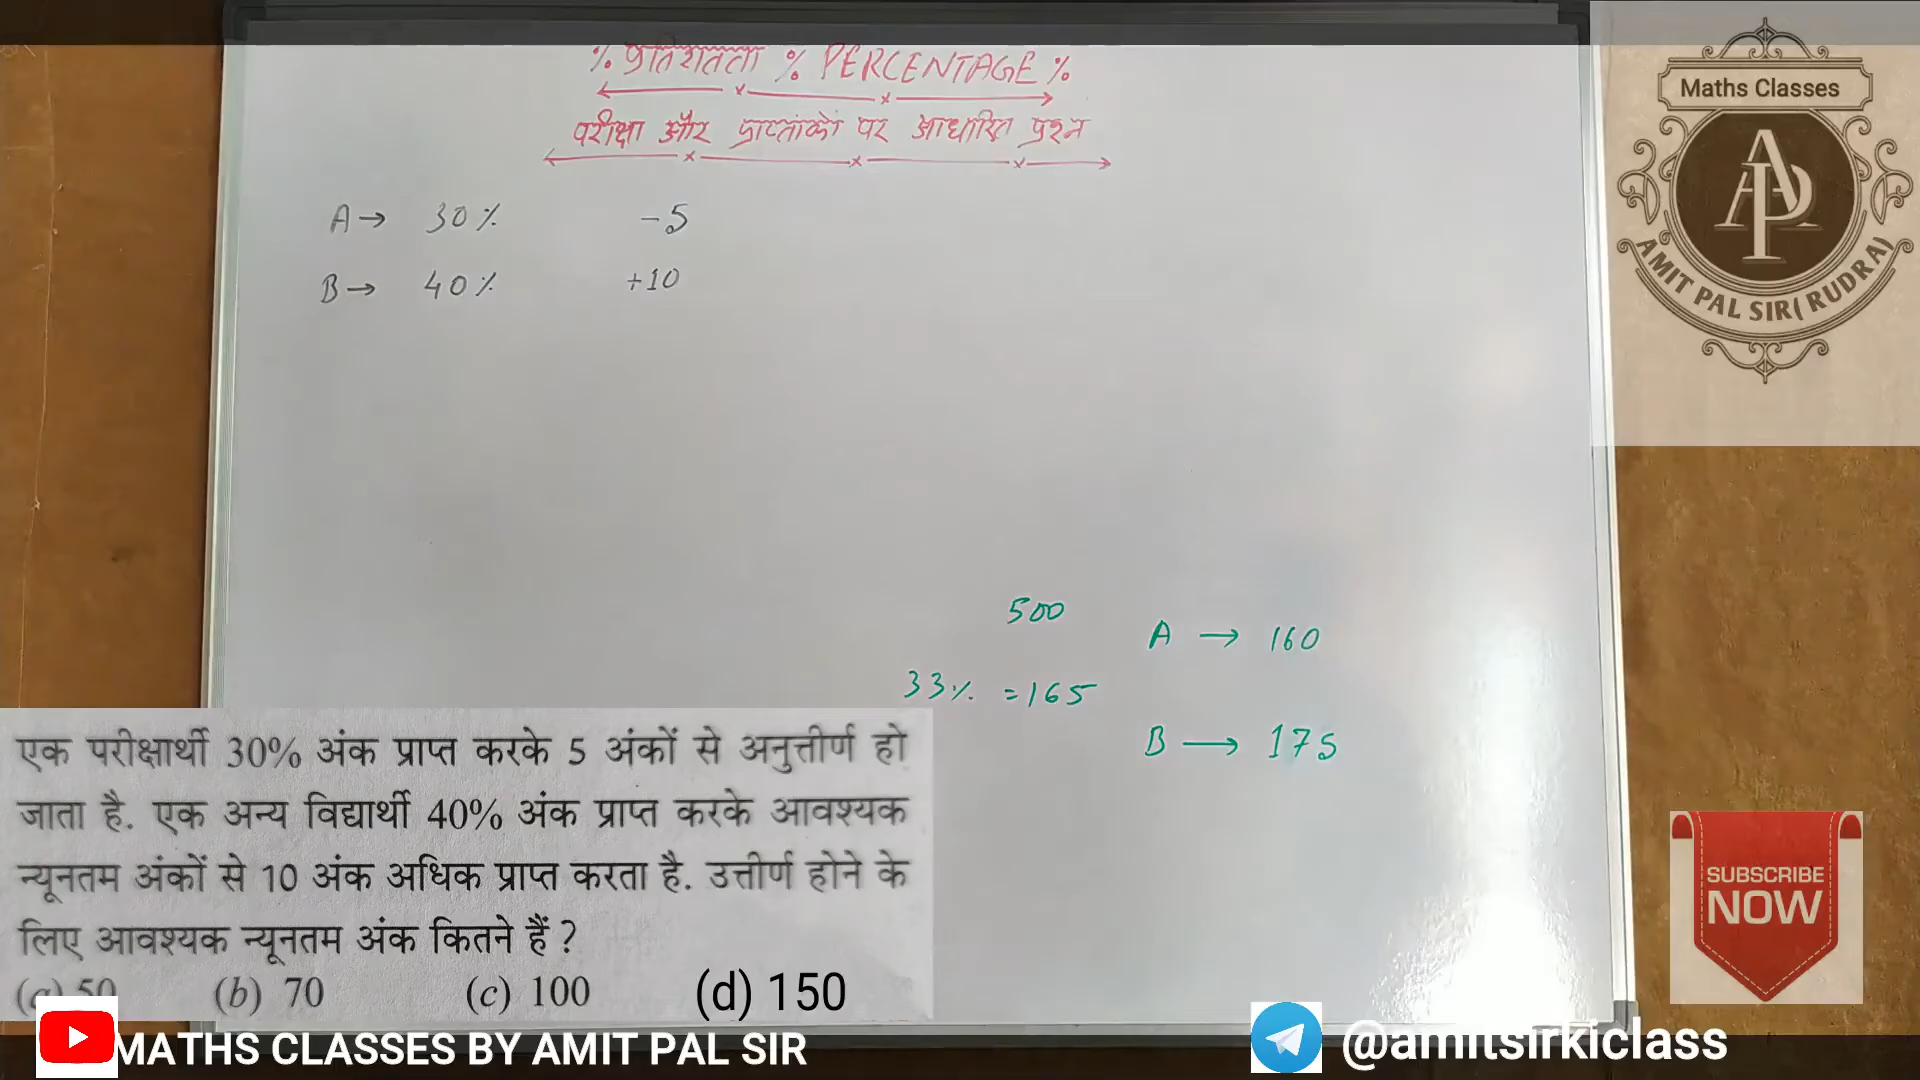 % प्रतिशतता % PERCENTAGE %
परीक्षा और प्राप्तांको पर आधारित प्रश्न
A → 30% -5
B → 40% +10
500
A → 160
33% = 165
B → 175
एक परीक्षार्थी 30% अंक प्राप्त करके 5 अंकों से अनुत्तीर्ण हो
जाता है. एक अन्य विद्यार्थी 40% अंक प्राप्त करके आवश्यक
न्यूनतम अंकों से 10 अंक अधिक प्राप्त करता है. उत्तीर्ण होने के
लिए आवश्यक न्यूनतम अंक कितने हैं ?
(a) 50 (b) 70 (c) 100 (d) 150
MATHS CLASSES BY AMIT PAL SIR
@amitsirkiclass
Maths Classes
AP
AMIT PAL SIR(RUDRA)
SUBSCRIBE
NOW